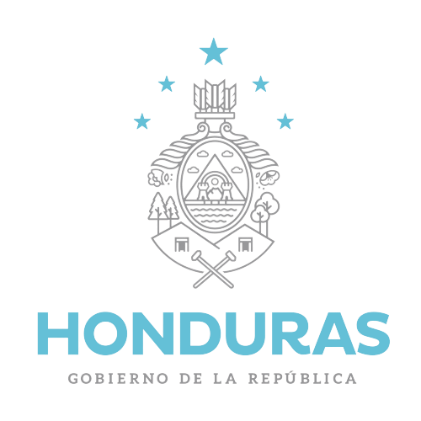 HONDURAS
GOBIERNO DE LA REPÚBLICA